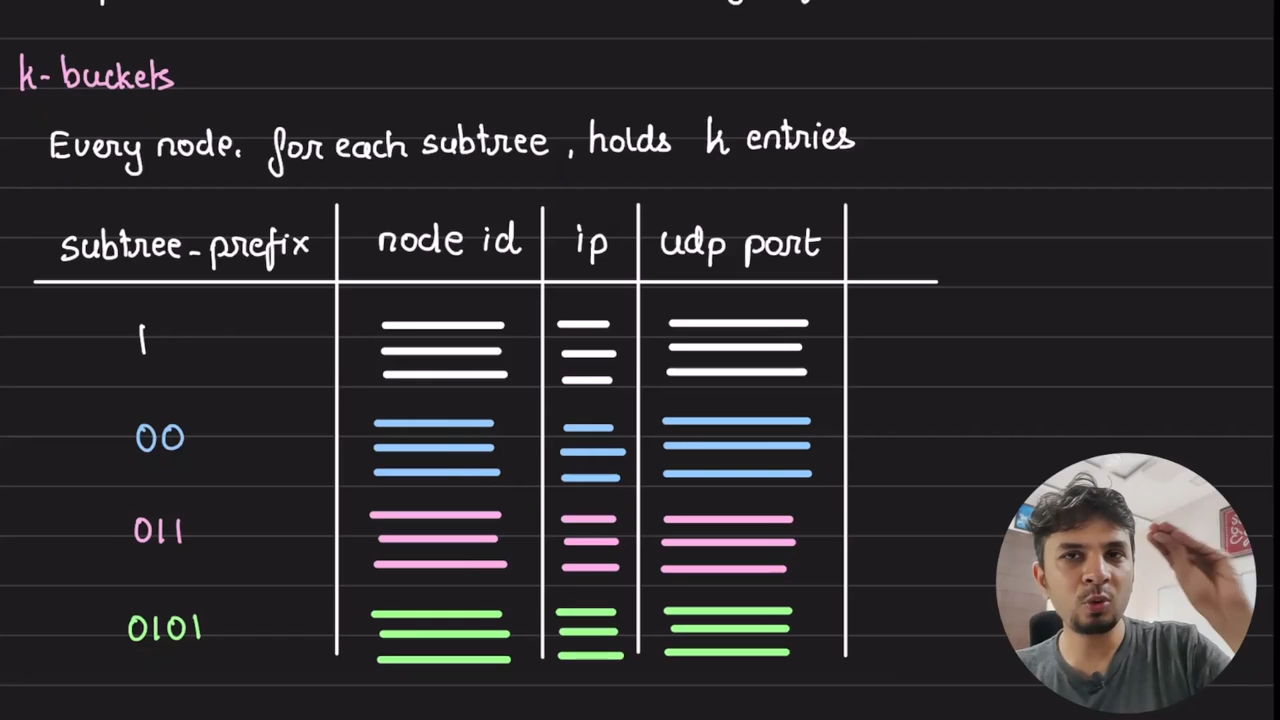 k-buckets
Every node. for each subtree, holds k entries
subtree-prefix node id ip udp port
1
00
011
0101